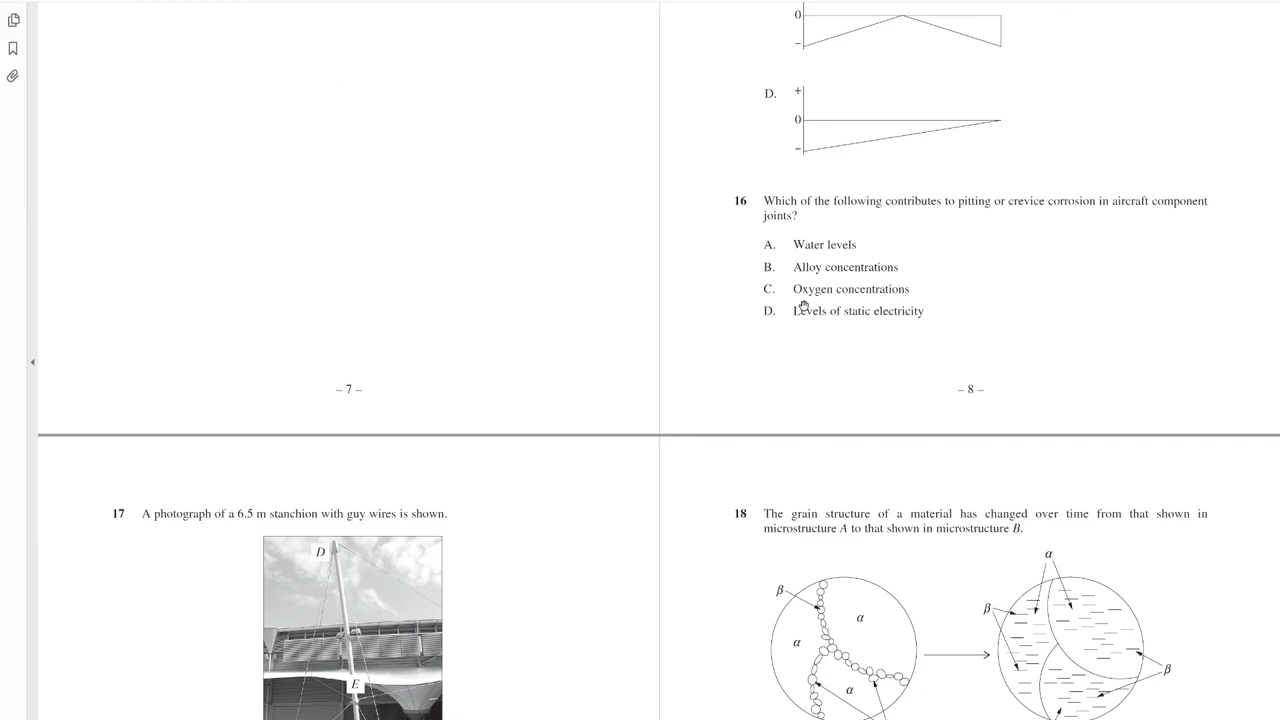 0
–
D.
+
0
–
16 Which of the following contributes to pitting or crevice corrosion in aircraft component
joints?
A. Water levels
B. Alloy concentrations
C. Oxygen concentrations
D. Levels of static electricity
– 7 –
– 8 –
17 A photograph of a 6.5 m stanchion with guy wires is shown.
D
E
18 The grain structure of a material has changed over time from that shown in
microstructure A to that shown in microstructure B.
α
β
α
α
α
β
β